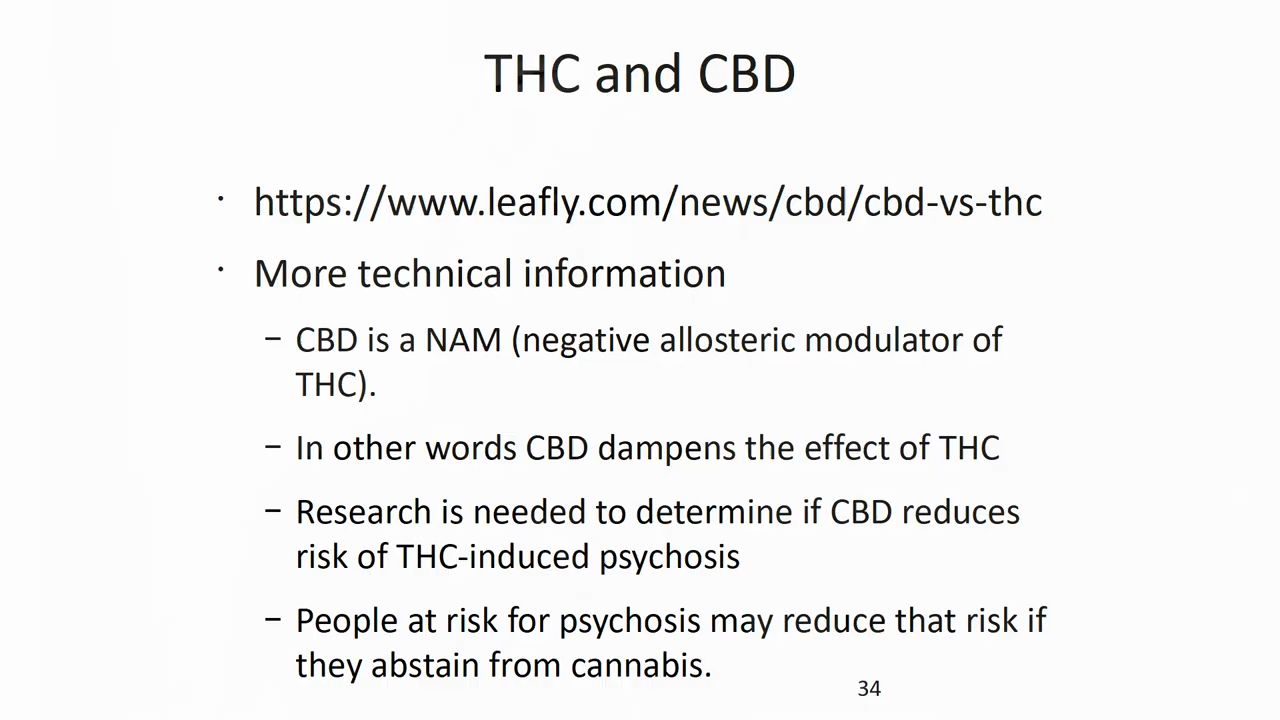 THC and CBD
· https://www.leafly.com/news/cbd/cbd-vs-thc
· More technical information
– CBD is a NAM (negative allosteric modulator of
THC).
– In other words CBD dampens the effect of THC
– Research is needed to determine if CBD reduces
risk of THC-induced psychosis
– People at risk for psychosis may reduce that risk if
they abstain from cannabis.
34